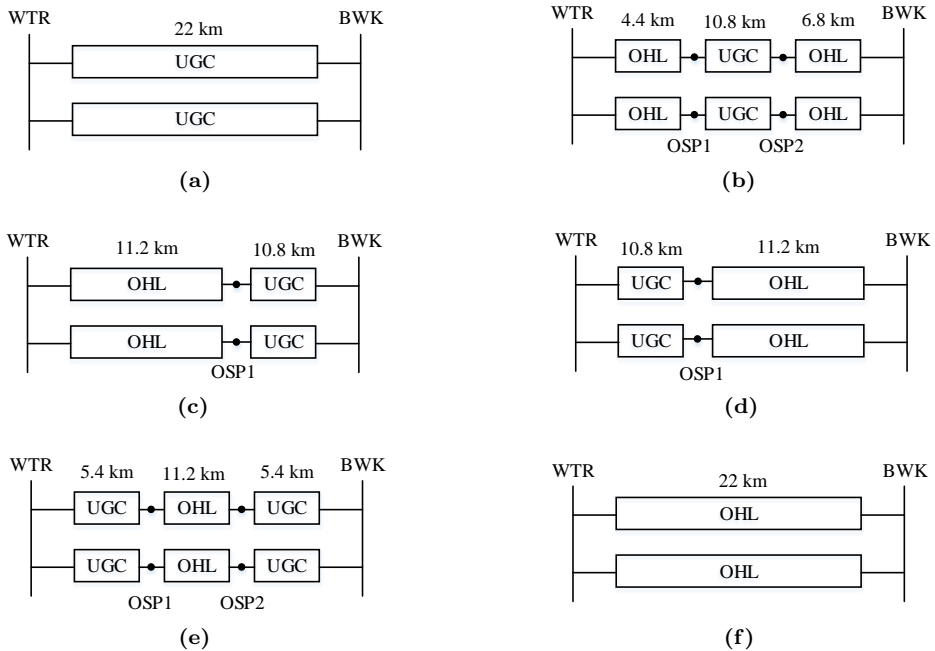 WTR BWK
22 km
UGC
UGC
(a)
WTR BWK
4.4 km 10.8 km 6.8 km
OHL UGC OHL
OHL UGC OHL
OSP1 OSP2
(b)
WTR BWK
11.2 km 10.8 km
OHL UGC
OHL UGC
OSP1
(c)
WTR BWK
10.8 km 11.2 km
UGC OHL
UGC OHL
OSP1
(d)
WTR BWK
5.4 km 11.2 km 5.4 km
UGC OHL UGC
UGC OHL UGC
OSP1 OSP2
(e)
WTR BWK
22 km
OHL
OHL
(f)